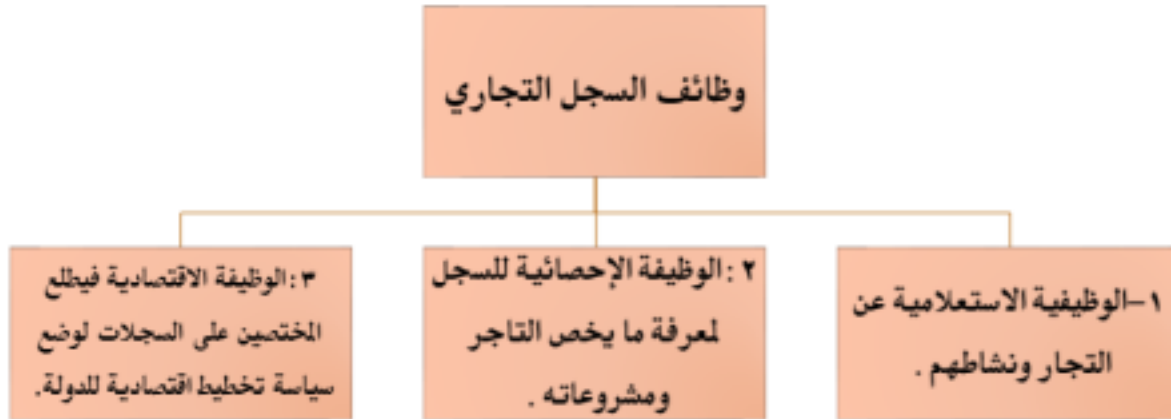 وظائف السجل التجاري
١-الوظيفية الاستعلامية عن
التجار ونشاطهم .
٢ :الوظيفة الإحصائية للسجل
لمعرفة ما يخص التاجر
ومشروعاته .
٣ :الوظيفة الاقتصادية فيطلع
المختصين على السجلات لوضع
سياسة تخطيط اقتصادية للدولة.